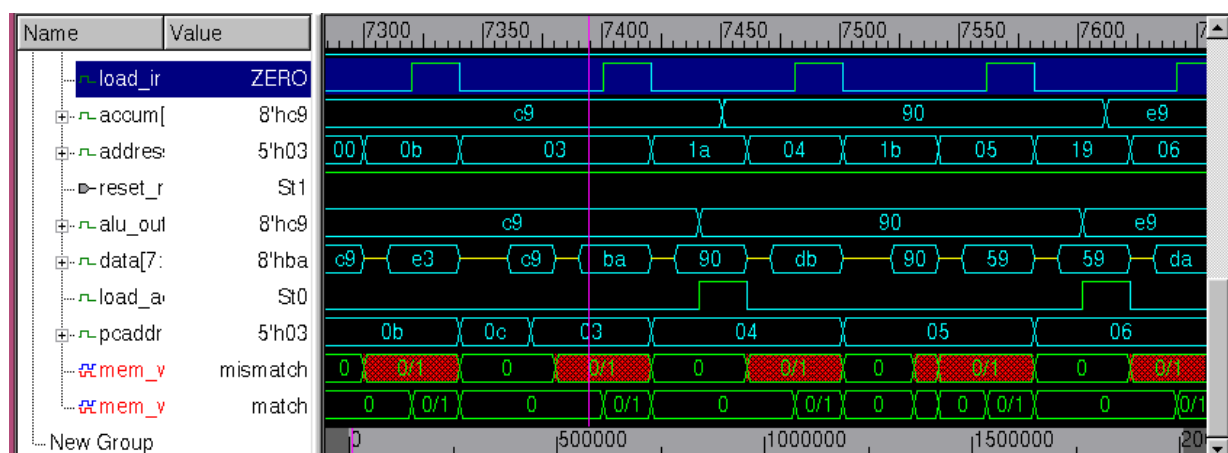 Name Value 7300 7350 7400 7450 7500 7550 7600 7
load_ir ZERO
accum[ 8'hc9 c9 90 e9
addres 5'h03 00 0b 03 1a 04 1b 05 19 06
reset_r St1
alu_out 8'hc9 c9 90 e9
data[7: 8'hba c9 e3 c9 ba 90 db 90 59 59 da
load_a St0
pcaddr 5'h03 0b 0c 03 04 05 06
mem_v mismatch 0 0/1 0 0/1 0 0/1 0 0/1 0 0/1
mem_v match 0 0/1 0 0/1 0 0/1 0 0 0/1 0 0/1
New Group 0 500000 1000000 1500000 20